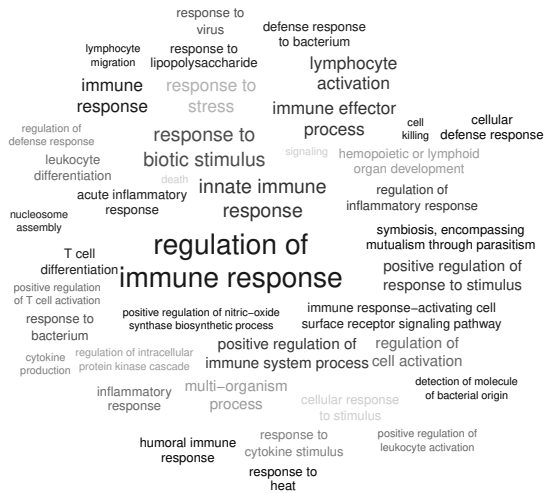 response to
virus
defense response
to bacterium
lymphocyte
migration
response to
lipopolysaccharide
lymphocyte
activation
immune
response
response to
stress
immune effector
process
cell
killing
cellular
defense response
regulation of
defense response
response to
biotic stimulus
signaling
hemopoietic or lymphoid
organ development
leukocyte
differentiation
death
acute inflammatory
response
innate immune
response
regulation of
inflammatory response
nucleosome
assembly
symbiosis, encompassing
mutualism through parasitism
T cell
differentiation
regulation of
immune response
positive regulation of
response to stimulus
positive regulation
of T cell activation
response to
bacterium
positive regulation of nitric−oxide
synthase biosynthetic process
immune response−activating cell
surface receptor signaling pathway
cytokine
production
regulation of intracellular
protein kinase cascade
positive regulation of
immune system process
regulation of
cell activation
inflammatory
response
multi−organism
process
cellular response
to stimulus
detection of molecule
of bacterial origin
humoral immune
response
response to
cytokine stimulus
positive regulation of
leukocyte activation
response to
heat